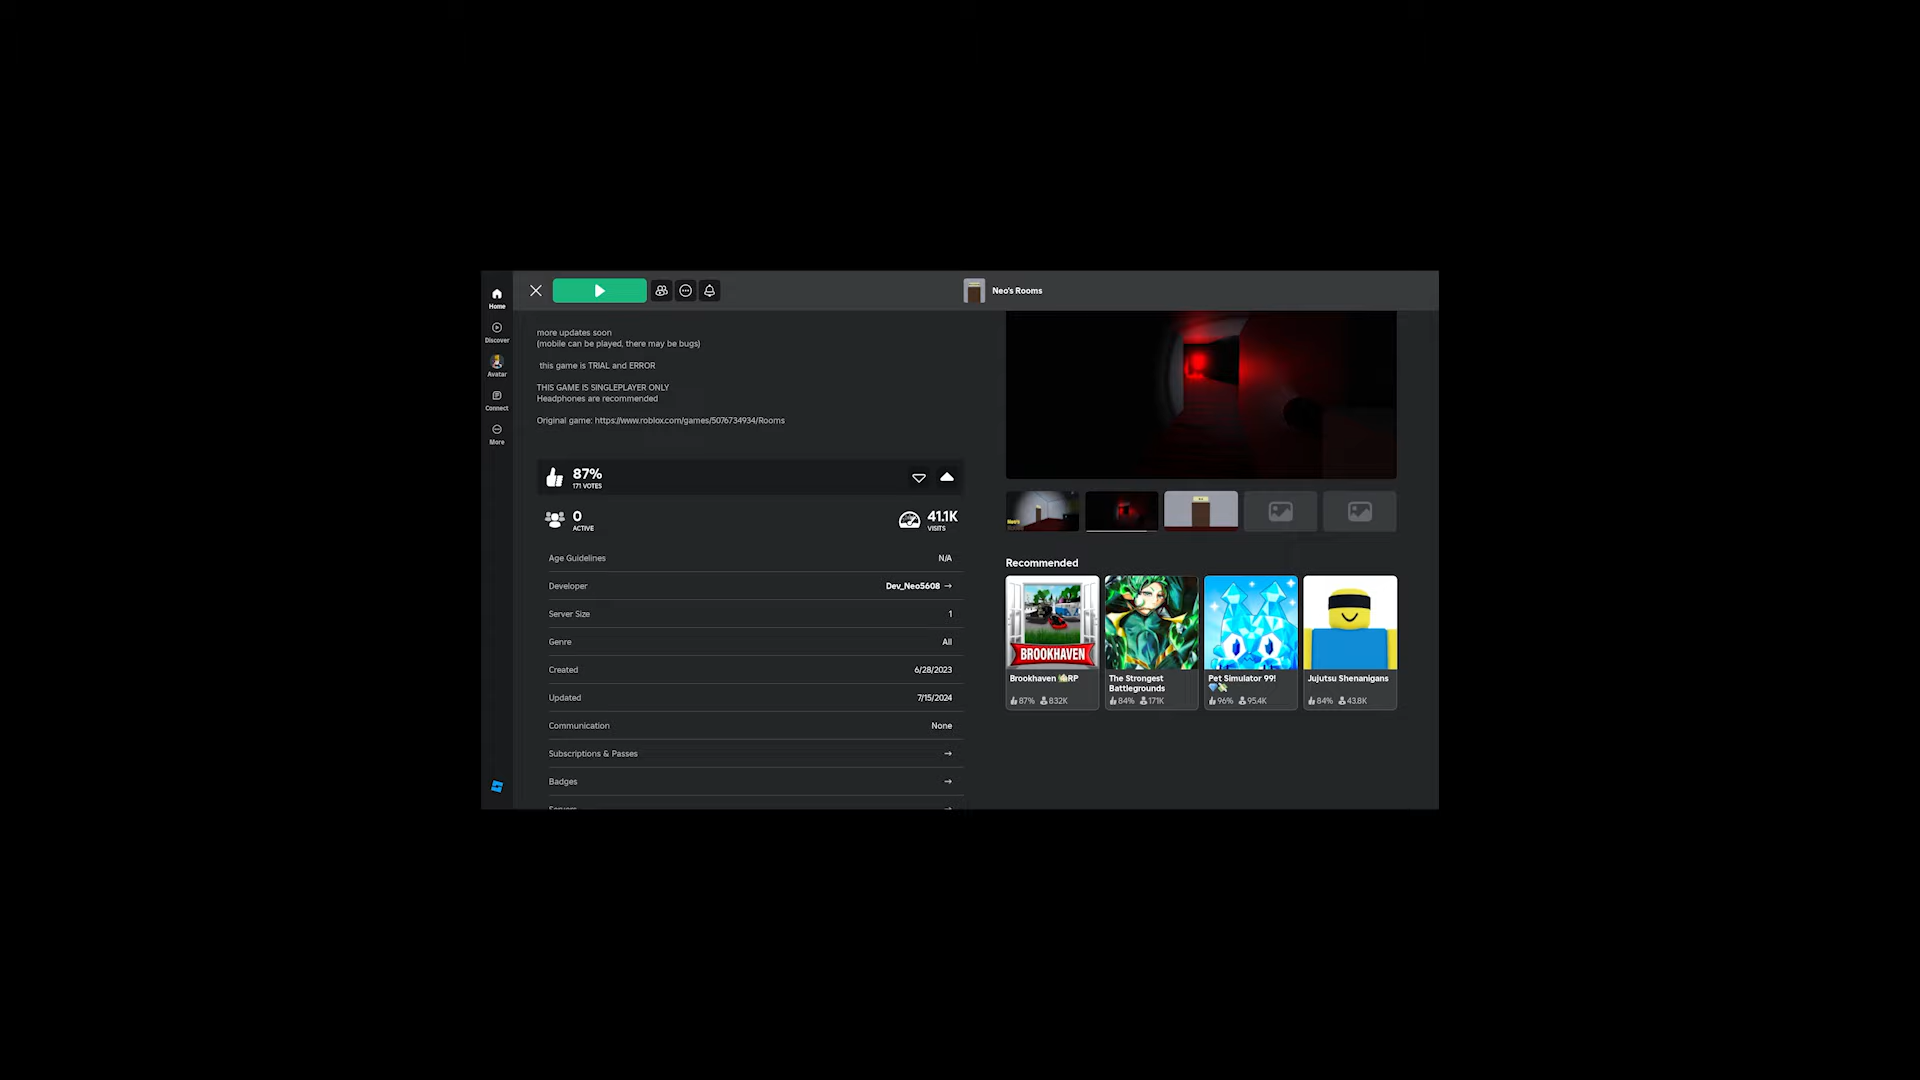 Neo's Rooms
Home
Discover
Avatar
Connect
More
more updates soon
(mobile can be played, there may be bugs)
this game is TRIAL and ERROR
THIS GAME IS SINGLEPLAYER ONLY
Headphones are recommended
Original game: https://www.roblox.com/games/5076734934/Rooms
87%
171 VOTES
0
ACTIVE
41.1K
VISITS
Age Guidelines N/A
Developer Dev_Neo5608 →
Server Size 1
Genre All
Created 6/28/2023
Updated 7/15/2024
Communication None
Subscriptions & Passes →
Badges →
Neo's
Recommended
BROOKHAVEN
Brookhaven 🏡RP
87% 832K
The Strongest
Battlegrounds
84% 171K
Pet Simulator 99!
💎💸
96% 95.4K
Jujutsu Shenanigans
84% 43.8K